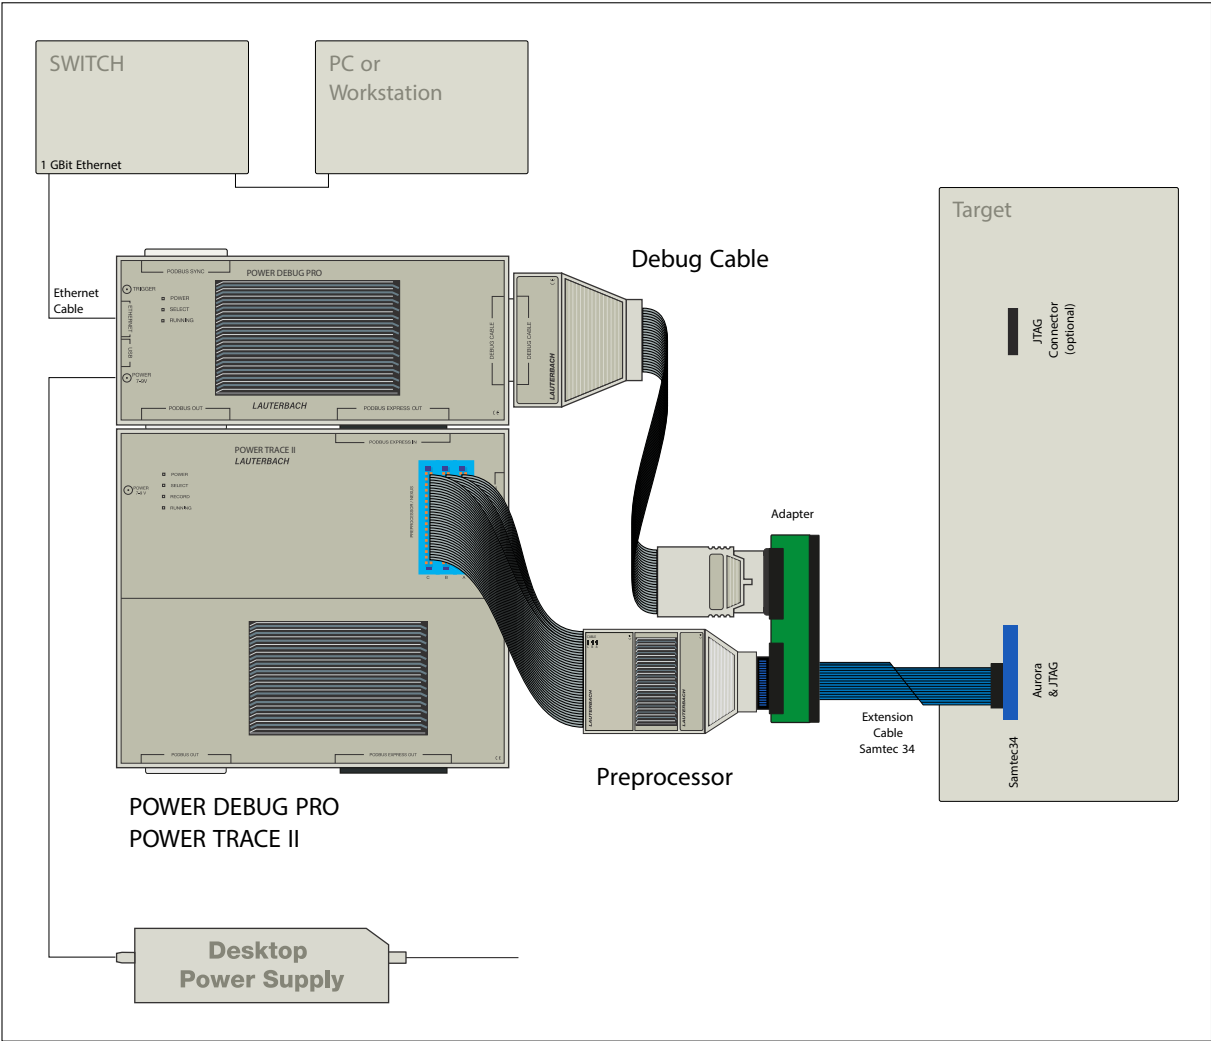 SWITCH
1 GBit Ethernet
PC or
Workstation
Target
JTAG
Connector
(optional)
Debug Cable
Ethernet
Cable
PODBUS SYNC
POWER DEBUG PRO
TRIGGER
POWER
SELECT
RUNNING
ETHERNET
USB
POWER
7-9V
DEBUG CABLE
DEBUG CABLE
LAUTERBACH
LAUTERBACH
PODBUS OUT
PODBUS EXPRESS OUT
PODBUS EXPRESS IN
POWER TRACE II
LAUTERBACH
POWER
SELECT
RECORD
RUNNING
POWER
PREPROCESSOR / NEXUS
C B A
Adapter
CABLE
LAUTERBACH
LAUTERBACH
Preprocessor
Extension
Cable
Samtec 34
Aurora
& JTAG
Samtec34
PODBUS OUT
PODBUS EXPRESS OUT
POWER DEBUG PRO
POWER TRACE II
Desktop
Power Supply